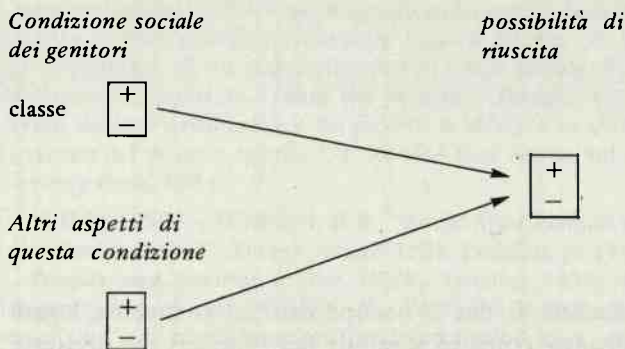 Condizione sociale
dei genitori
possibilità di
riuscita
classe
+
–
+
–
Altri aspetti di
questa condizione
+
–